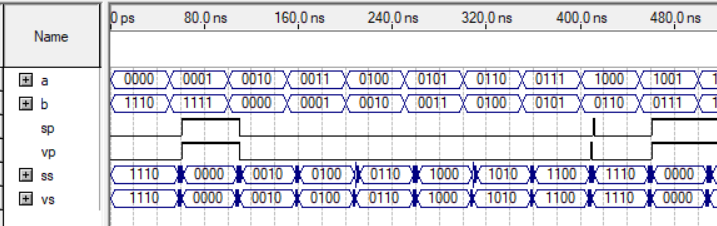 0 ps 80.0 ns 160.0 ns 240.0 ns 320.0 ns 400.0 ns 480.0 ns
Name
a 0000 0001 0010 0011 0100 0101 0110 0111 1000 1001 1
b 1110 1111 0000 0001 0010 0011 0100 0101 0110 0111 1
sp
vp
ss 1110 0000 0010 0100 0110 1000 1010 1100 1110 0000
vs 1110 0000 0010 0100 0110 1000 1010 1100 1110 0000